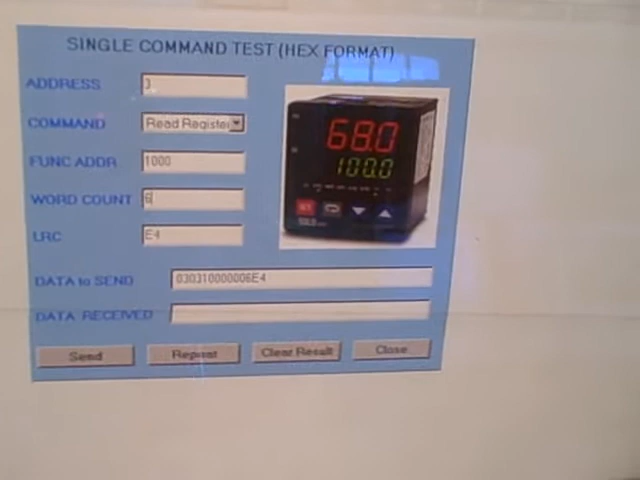 SINGLE COMMAND TEST (HEX FORMAT)
ADDRESS 3
COMMAND Read Register
FUNC ADDR 1000
WORD COUNT 6
LRC E4
68.0
100.0
DATA to SEND 030310000006E4
DATA RECEIVED
Send Repeat Clear Result Close